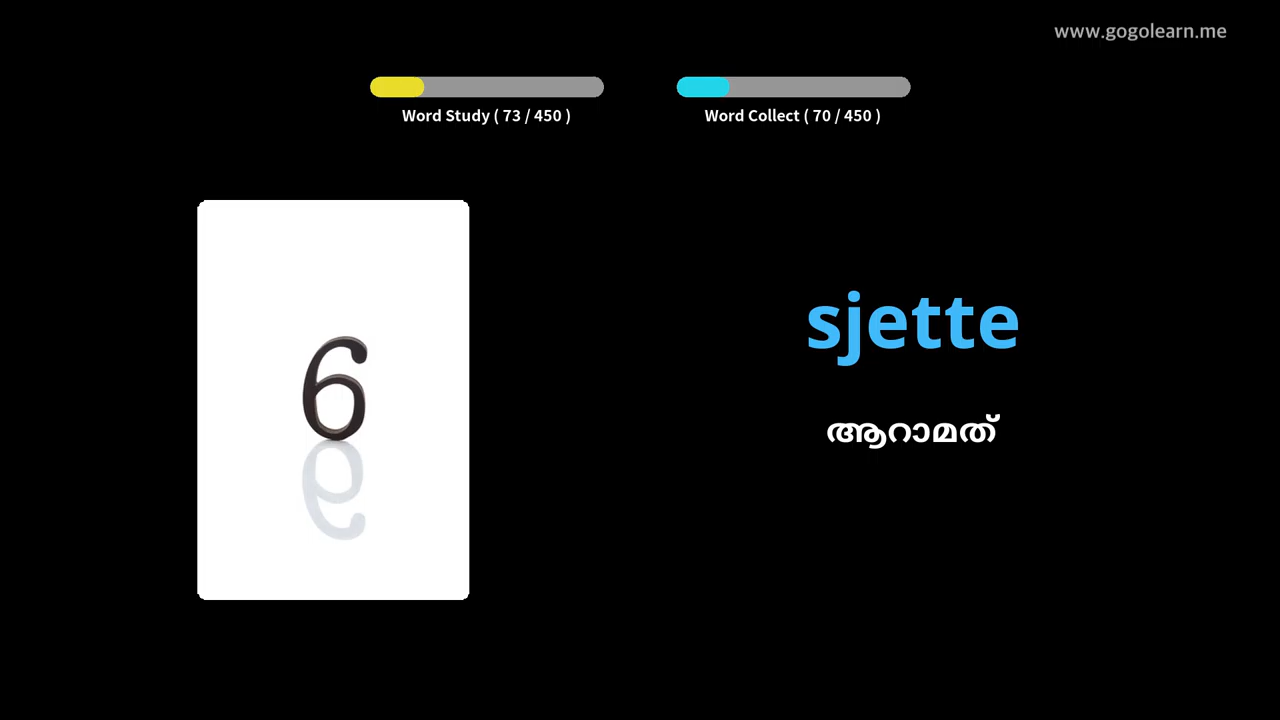 www.gogolearn.me
Word Study ( 73 / 450 )
Word Collect ( 70 / 450 )
6
sjette
ആറാമത്